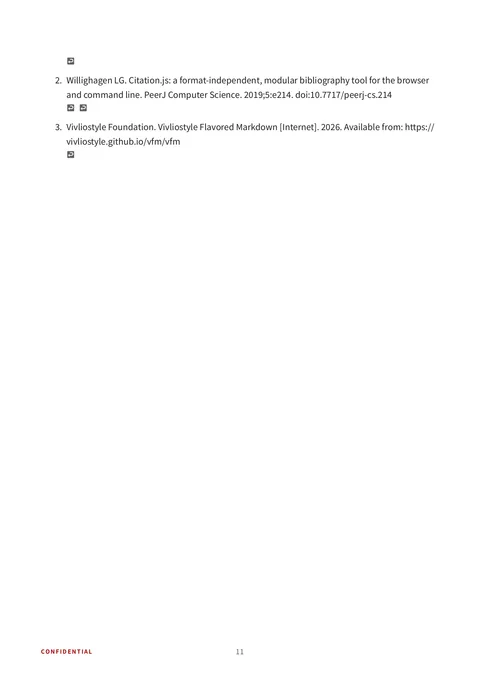 ↩
2. Willighagen LG. Citation.js: a format-independent, modular bibliography tool for the browser
and command line. PeerJ Computer Science. 2019;5:e214. doi:10.7717/peerj-cs.214
↩ ↩
3. Vivliostyle Foundation. Vivliostyle Flavored Markdown [Internet]. 2026. Available from: https://
vivliostyle.github.io/vfm/vfm
↩
CONFIDENTIAL
11